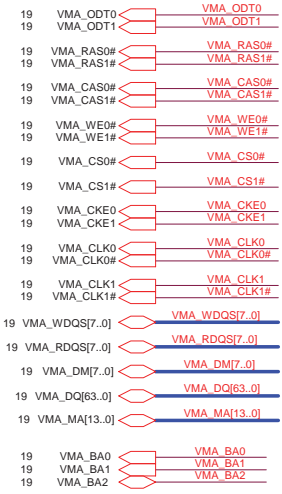 19 VMA_ODT0 VMA_ODT0
19 VMA_ODT1 VMA_ODT1
19 VMA_RAS0# VMA_RAS0#
19 VMA_RAS1# VMA_RAS1#
19 VMA_CAS0# VMA_CAS0#
19 VMA_CAS1# VMA_CAS1#
19 VMA_WE0# VMA_WE0#
19 VMA_WE1# VMA_WE1#
19 VMA_CS0# VMA_CS0#
19 VMA_CS1# VMA_CS1#
19 VMA_CKE0 VMA_CKE0
19 VMA_CKE1 VMA_CKE1
19 VMA_CLK0 VMA_CLK0
19 VMA_CLK0# VMA_CLK0#
19 VMA_CLK1 VMA_CLK1
19 VMA_CLK1# VMA_CLK1#
19 VMA_WDQS[7..0] VMA_WDQS[7..0]
19 VMA_RDQS[7..0] VMA_RDQS[7..0]
19 VMA_DM[7..0] VMA_DM[7..0]
19 VMA_DQ[63..0] VMA_DQ[63..0]
19 VMA_MA[13..0] VMA_MA[13..0]
19 VMA_BA0 VMA_BA0
19 VMA_BA1 VMA_BA1
19 VMA_BA2 VMA_BA2